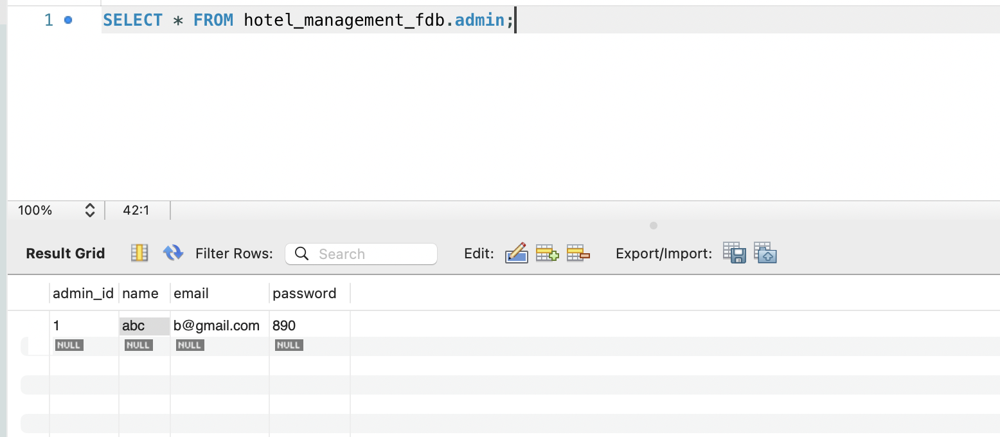 1 SELECT * FROM hotel_management_fdb.admin;
100% 42:1
Result Grid Filter Rows: Search Edit: Export/Import:
admin_id name email password
1 abc b@gmail.com 890
NULL NULL NULL NULL